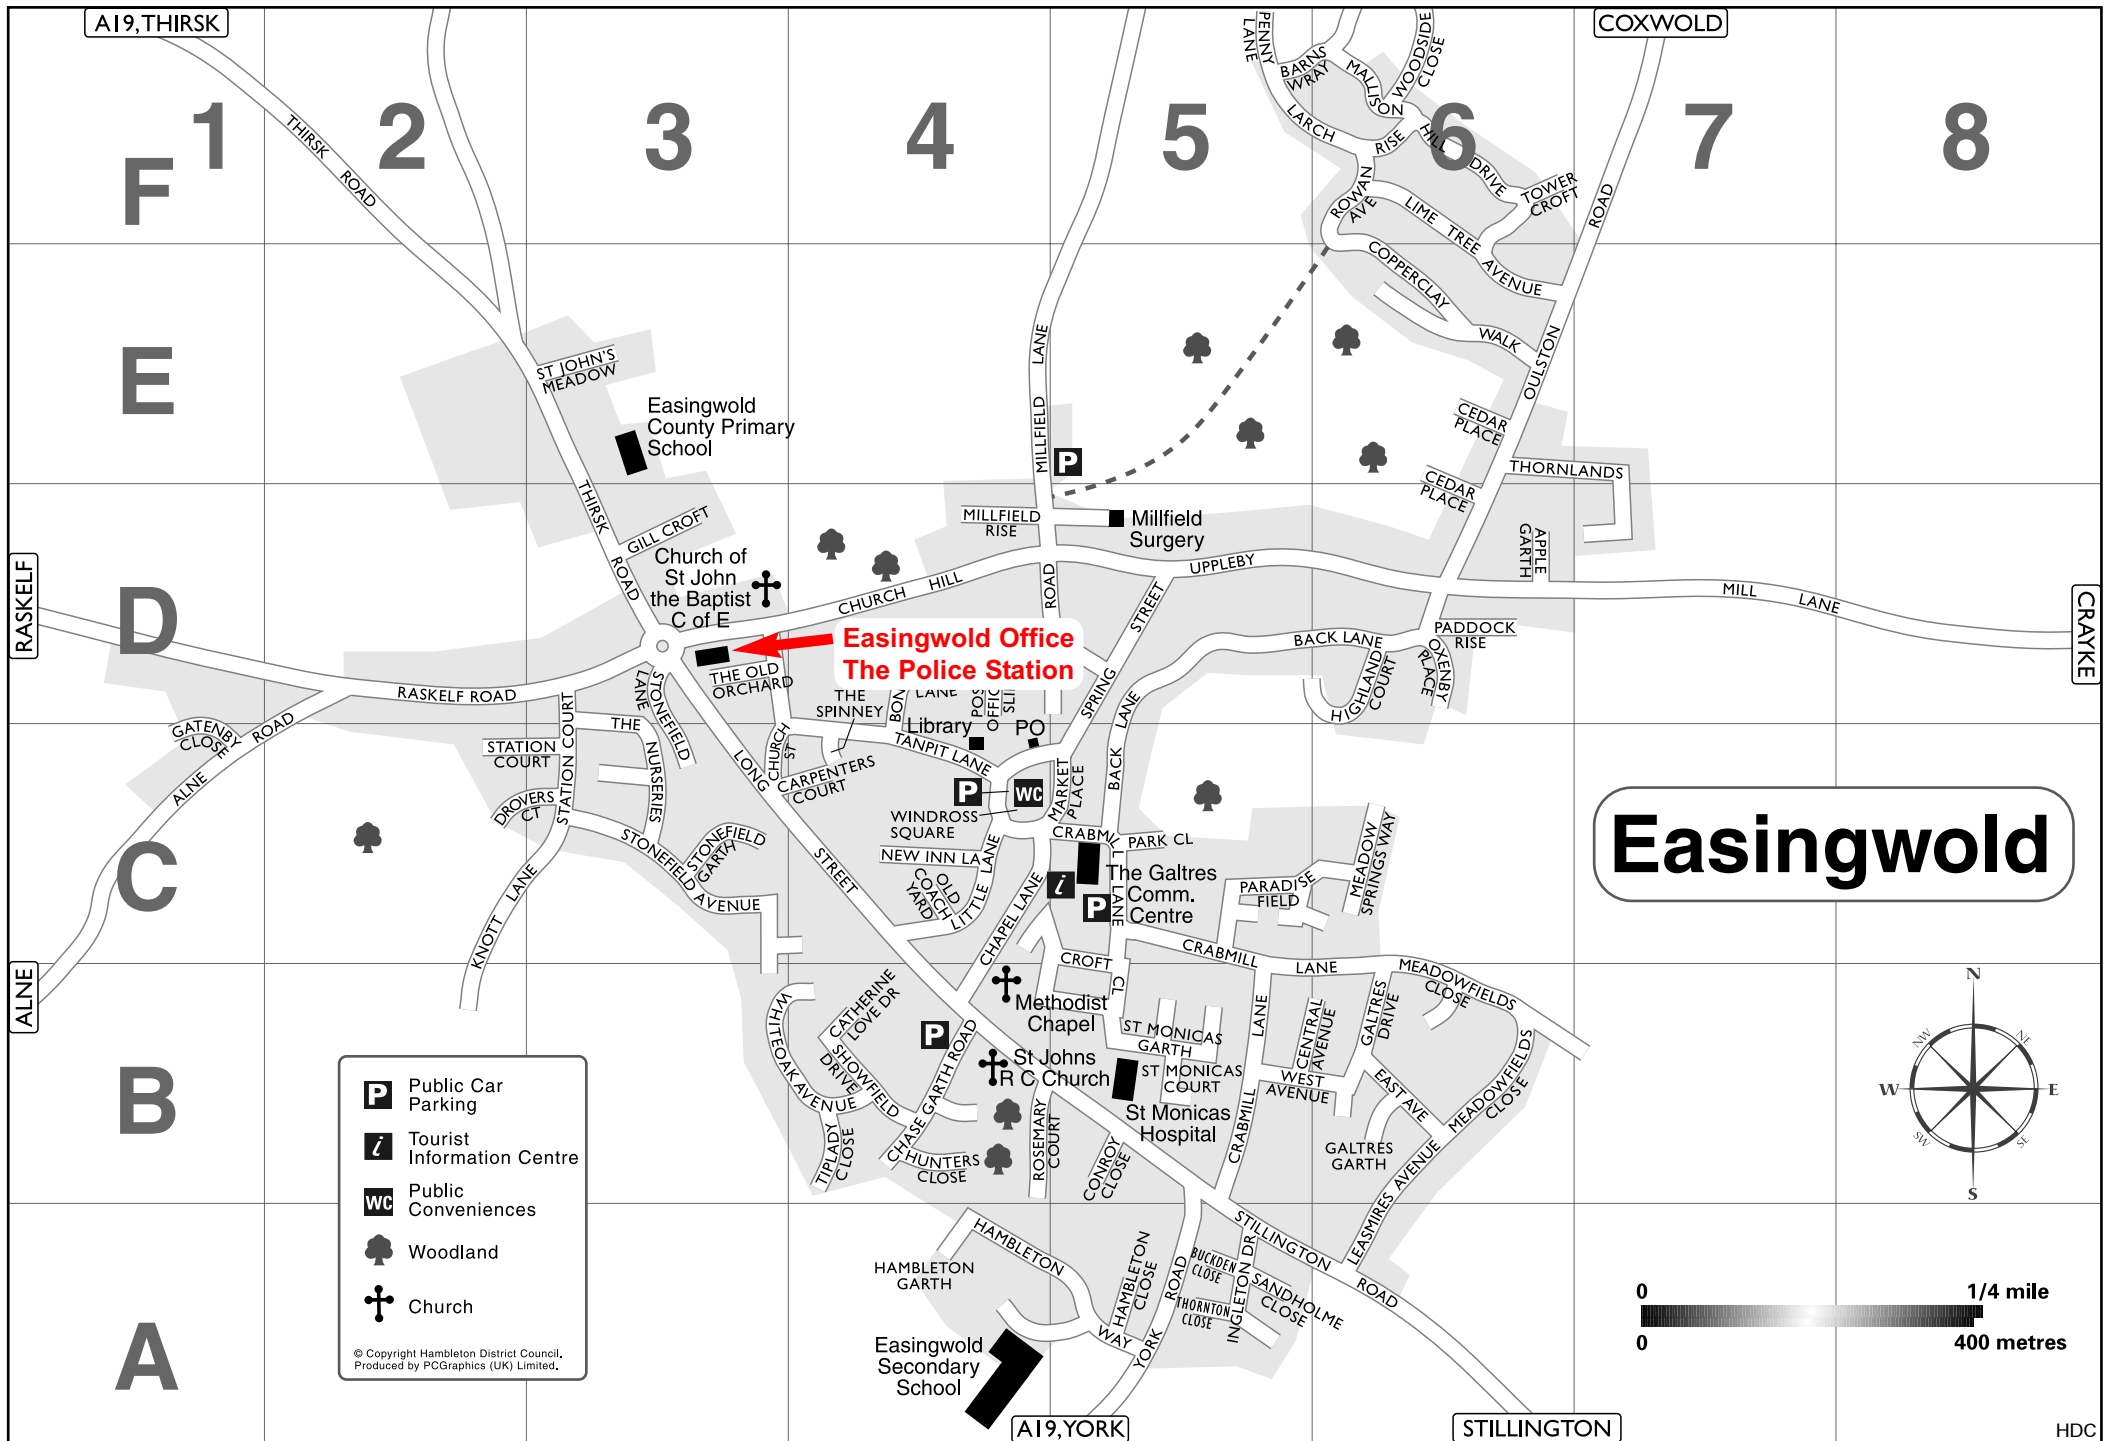 A19,THIRSK
COXWOLD
1
2
3
4
5
6
7
8
F
E
D
C
B
A
RASKELF
ALNE
CRAYKE
A19,YORK
STILLINGTON
Easingwold
THIRSK
ROAD
PENNY
LANE
BARNS
WRAY
MALLISON
HILL
DRIVE
WOODSIDE
CLOSE
LARCH
RISE
ROWAN
AVE
LIME
TREE
AVENUE
TOWER
CROFT
COPPERCLAY
WALK
OULSTON
ROAD
ST JOHN'S
MEADOW
Easingwold
County Primary
School
MILLFIELD
LANE
P
CEDAR
PLACE
CEDAR
PLACE
THORNLANDS
APPLE
GARTH
THIRSK
ROAD
GILL CROFT
MILLFIELD
RISE
Millfield
Surgery
Church of
St John
the Baptist
C of E
CHURCH
HILL
ROAD
UPPLEBY
MILL
LANE
Easingwold Office
The Police Station
SPRING
STREET
BACK LANE
PADDOCK
RISE
OXENBY
PLACE
HIGHLAND
COURT
RASKELF ROAD
STONEFIELD
LANE
THE OLD
ORCHARD
THE
SPINNEY
BON
LANE
POS
OFFIC
SLI
Library
PO
TANPIT LANE
CHURCH
ST
CARPENTERS
COURT
GATENBY
CLOSE
ALNE
ROAD
STATION
COURT
STATION COURT
THE
NURSERIES
DROVERS
CT
KNOTT
LANE
STONEFIELD
AVENUE
STONEFIELD
GARTH
LONG
STREET
P
WC
WINDROSS
SQUARE
MARKET
PLACE
BACK
LANE
CRABMILL
LANE
PARK CL
NEW INN LA
OLD
COACH
YARD
LITTLE LANE
CHAPEL LANE
i
The Galtres
Comm.
Centre
P
PARADISE
FIELD
MEADOW
SPRINGS WAY
CRABMILL
LANE
CROFT
CL
MEADOWFIELDS
CLOSE
WHITEOAK AVENUE
CATHERINE
LOVE DR
SHOWFIELD
DRIVE
TIPLADY
CLOSE
P
CHASE GARTH ROAD
HUNTERS
CLOSE
Methodist
Chapel
St Johns
R C Church
ROSEMARY
COURT
CONROY
CLOSE
ST MONICAS
GARTH
ST MONICAS
COURT
St Monicas
Hospital
CRABMILL
LANE
CENTRAL
AVENUE
WEST
AVENUE
GALTRES
DRIVE
EAST AVE
GALTRES
GARTH
MEADOWFIELDS
CLOSE
LEASMIRES AVENUE
HAMBLETON
WAY
HAMBLETON
GARTH
HAMBLETON
CLOSE
YORK
ROAD
BUCKDEN
CLOSE
THORNTON
CLOSE
INGLETON DR
SANDHOLME
CLOSE
STILLINGTON
ROAD
Easingwold
Secondary
School
N
NE
E
SE
S
SW
W
NW
P
Public Car
Parking
i
Tourist
Information Centre
WC
Public
Conveniences
Woodland
Church
© Copyright Hambleton District Council.
Produced by PCGraphics (UK) Limited.
0
1/4 mile
0
400 metres
HDC